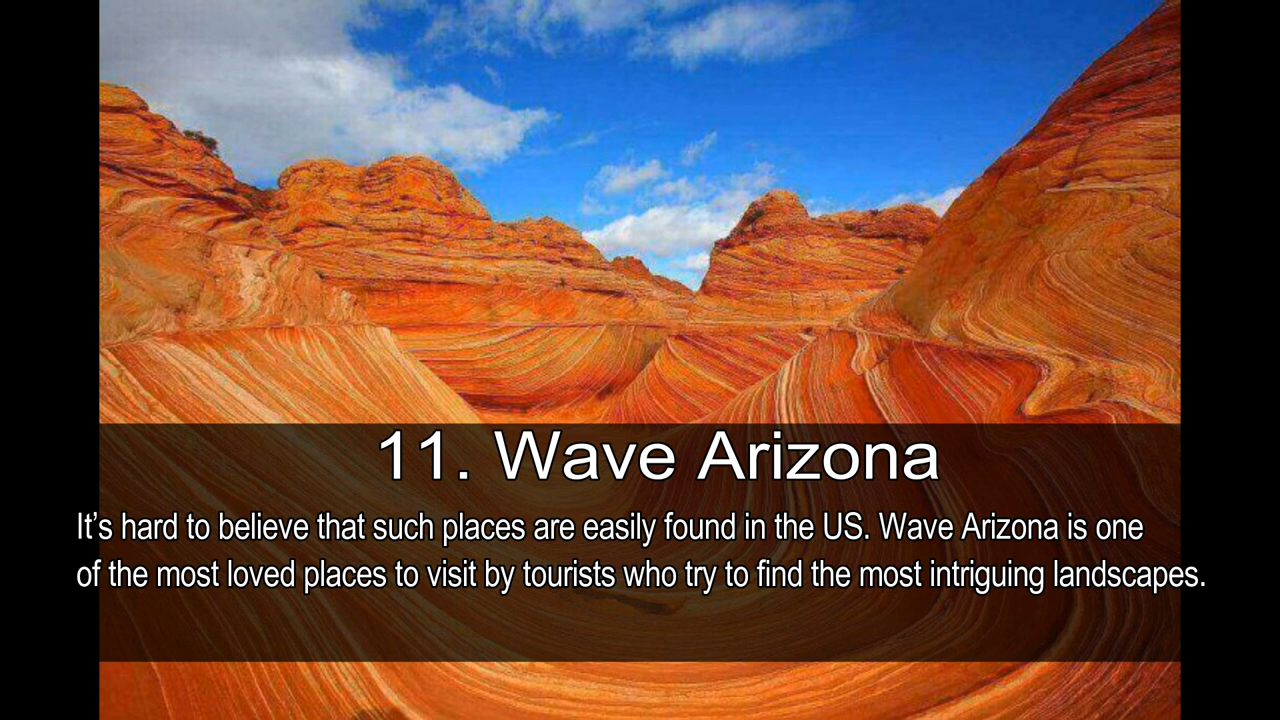 11. Wave Arizona
It’s hard to believe that such places are easily found in the US. Wave Arizona is one
of the most loved places to visit by tourists who try to find the most intriguing landscapes.